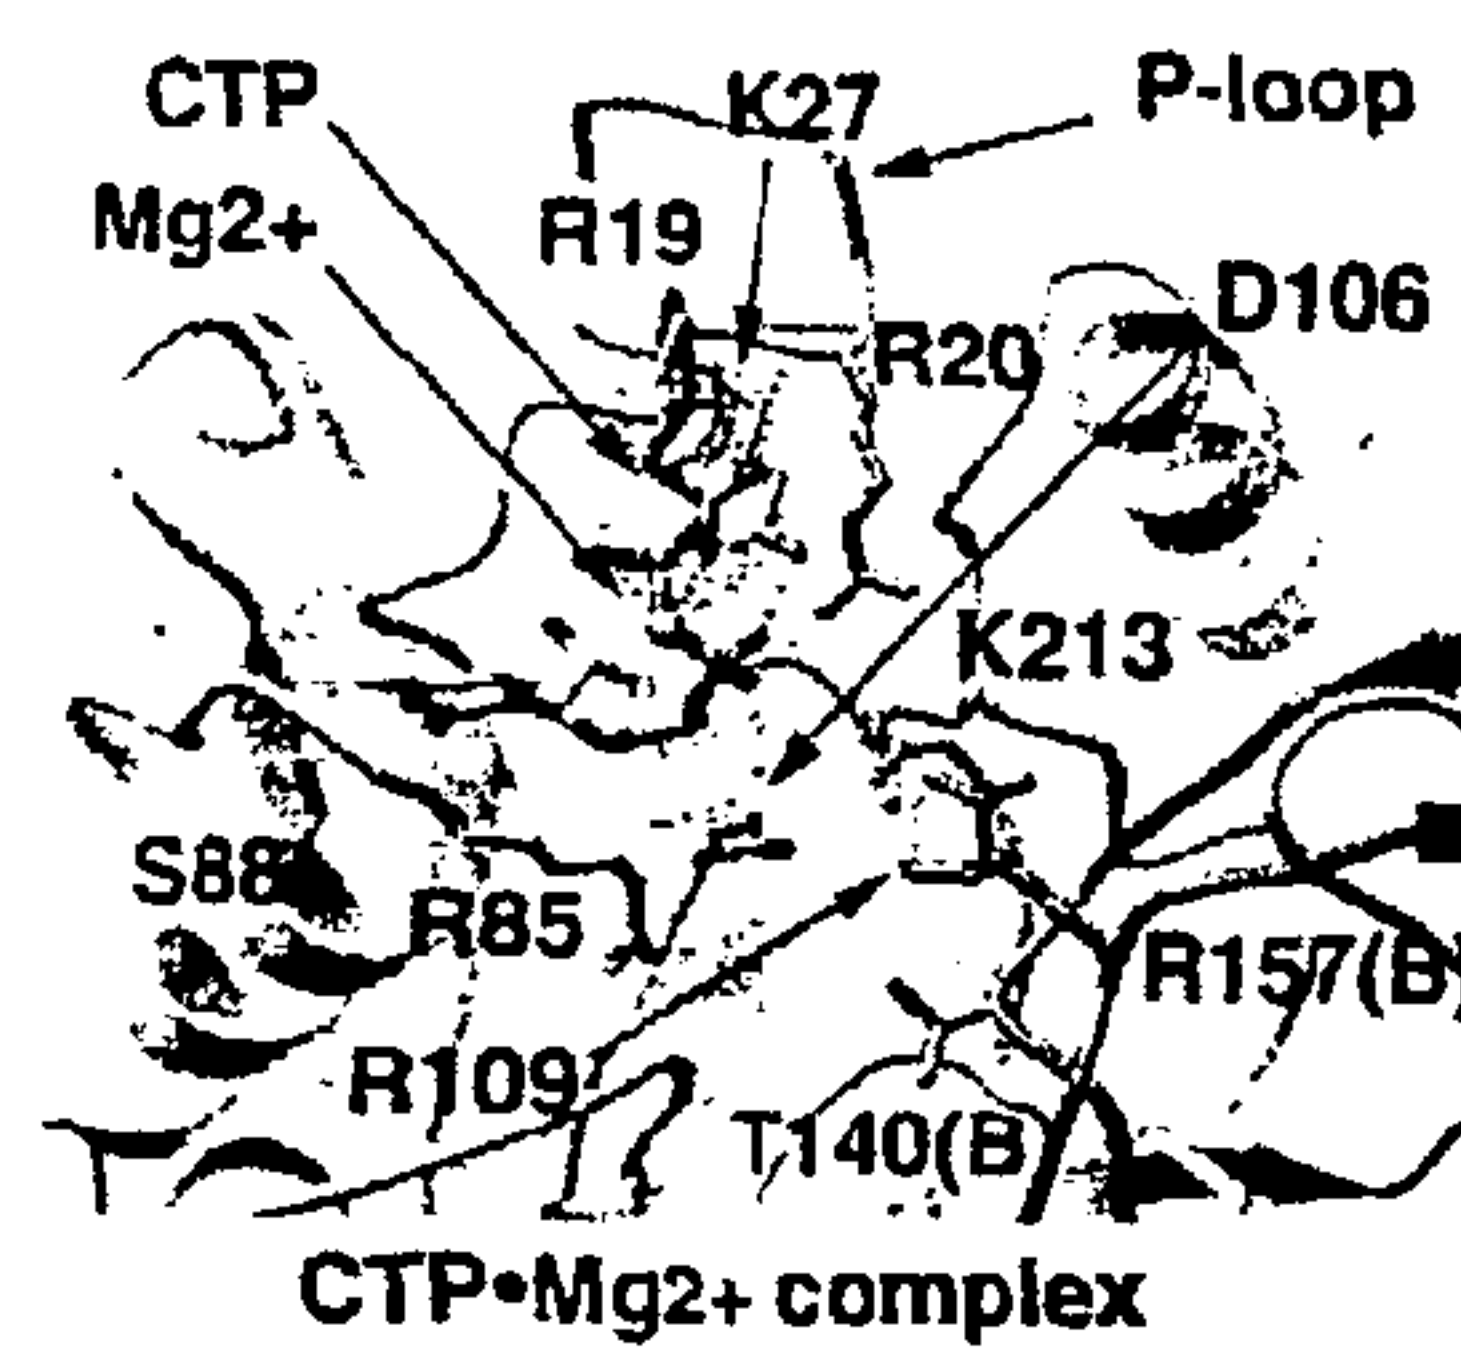 CTP
K27
P-loop
Mg2+
R19
D106
R20
K213
S88
R85
R157(B)
R109
T140(B)
CTP•Mg2+ complex